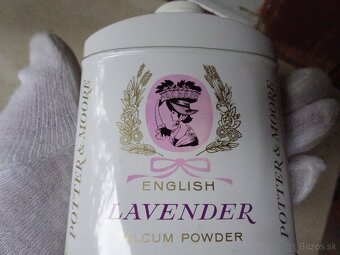 POTTER & MOORE
ENGLISH
LAVENDER
ALCUM POWDER
POTTER & MOORE
bazos.sk